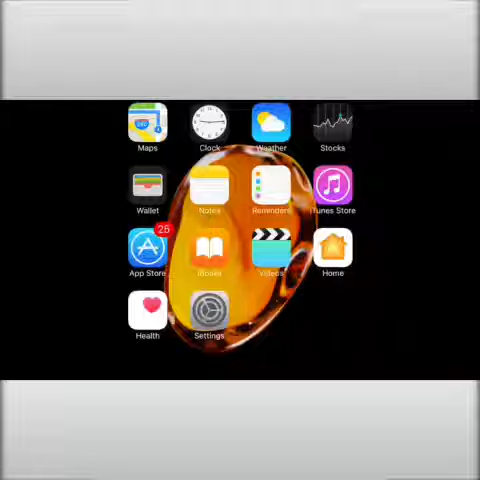 Maps Clock Weather Stocks
Wallet Notes Reminders iTunes Store
25
App Store iBooks Videos Home
Health Settings